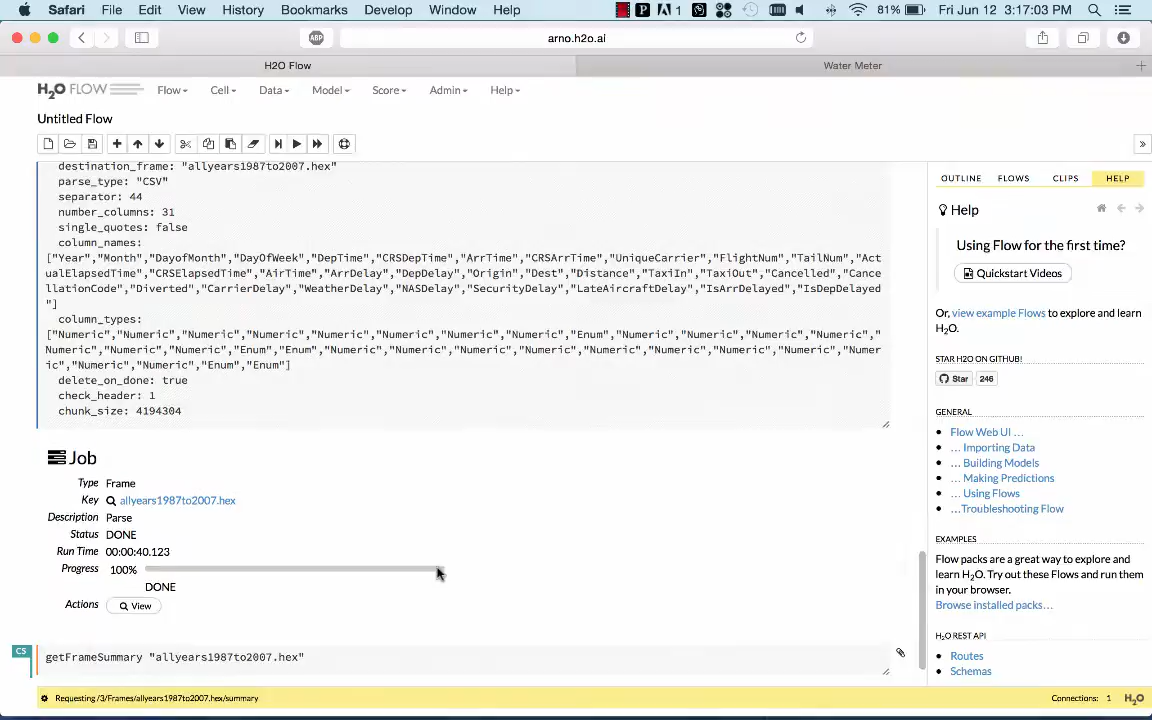 Safari File Edit View History Bookmarks Develop Window Help 1 81% Fri Jun 12 3:17:03 PM
ABP arno.h2o.ai
H2O Flow Water Meter
H2O FLOW Flow Cell Data Model Score Admin Help
Untitled Flow
destination_frame: "allyears1987to2007.hex"
parse_type: "CSV"
separator: 44
number_columns: 31
single_quotes: false
column_names:
["Year","Month","DayofMonth","DayOfWeek","DepTime","CRSDepTime","ArrTime","CRSArrTime","UniqueCarrier","FlightNum","TailNum","Act
ualElapsedTime","CRSElapsedTime","AirTime","ArrDelay","DepDelay","Origin","Dest","Distance","TaxiIn","TaxiOut","Cancelled","Cance
llationCode","Diverted","CarrierDelay","WeatherDelay","NASDelay","SecurityDelay","LateAircraftDelay","IsArrDelayed","IsDepDelayed
"]
column_types:
["Numeric","Numeric","Numeric","Numeric","Numeric","Numeric","Numeric","Numeric","Enum","Numeric","Numeric","Numeric","Numeric","
Numeric","Numeric","Numeric","Enum","Enum","Numeric","Numeric","Numeric","Numeric","Numeric","Numeric","Numeric","Numeric","Numer
ic","Numeric","Numeric","Enum","Enum"]
delete_on_done: true
check_header: 1
chunk_size: 4194304
Job
Type Frame
Key allyears1987to2007.hex
Description Parse
Status DONE
Run Time 00:00:40.123
Progress 100%
DONE
Actions View
CS getFrameSummary "allyears1987to2007.hex"
Requesting /3/Frames/allyears1987to2007.hex/summary Connections: 1 H2O
OUTLINE FLOWS CLIPS HELP
Help
Using Flow for the first time?
Quickstart Videos
Or, view example Flows to explore and learn
H2O.
STAR H2O ON GITHUB!
Star 246
GENERAL
Flow Web UI ...
... Importing Data
... Building Models
... Making Predictions
... Using Flows
...Troubleshooting Flow
EXAMPLES
Flow packs are a great way to explore and
learn H2O. Try out these Flows and run them
in your browser.
Browse installed packs...
H2O REST API
Routes
Schemas